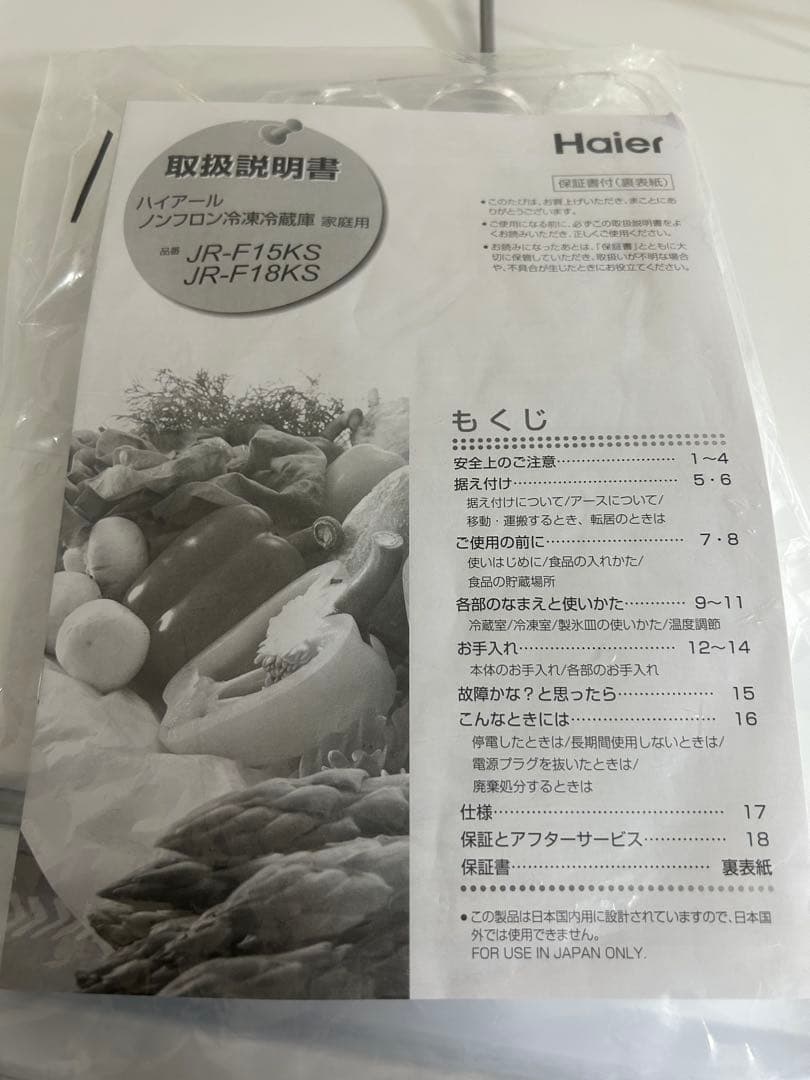 取扱説明書
ハイアール
ノンフロン冷凍冷蔵庫 家庭用
品番 JR-F15KS
JR-F18KS
Haier
保証書付(裏表紙)
●このたびは、お買上げいただき、まことにあ
りがとうございます。
●ご使用になる前に、必ずこの取扱説明書をよ
くお読みいただき、正しくご使用ください。
●お読みになったあとは、「保証書」とともに大
切に保管していただき、取扱いが不明な場合
や、不具合が生じたときにお役立てください。
もくじ
安全上のご注意…………………… 1〜4
据え付け…………………………… 5・6
据え付けについて/アースについて/
移動・運搬するとき、転居のときは
ご使用の前に……………………… 7・8
使いはじめに/食品の入れかた/
食品の貯蔵場所
各部のなまえと使いかた………… 9〜11
冷蔵室/冷凍室/製氷皿の使いかた/温度調節
お手入れ………………………… 12〜14
本体のお手入れ/各部のお手入れ
故障かな?と思ったら……………… 15
こんなときには……………………… 16
停電したときは/長期間使用しないときは/
電源プラグを抜いたときは/
廃棄処分するときは
仕様…………………………………… 17
保証とアフターサービス…………… 18
保証書……………………………… 裏表紙
●この製品は日本国内用に設計されていますので、日本国
外では使用できません。
FOR USE IN JAPAN ONLY.